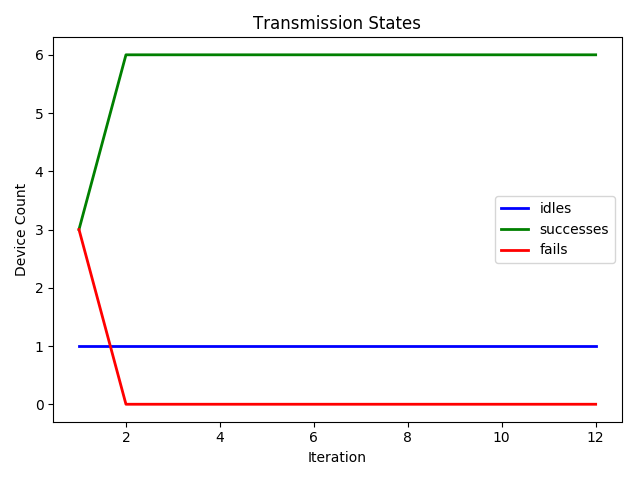 Transmission States
Device Count
6
5
4
3
2
1
0
idles
successes
fails
2 4 6 8 10 12
Iteration